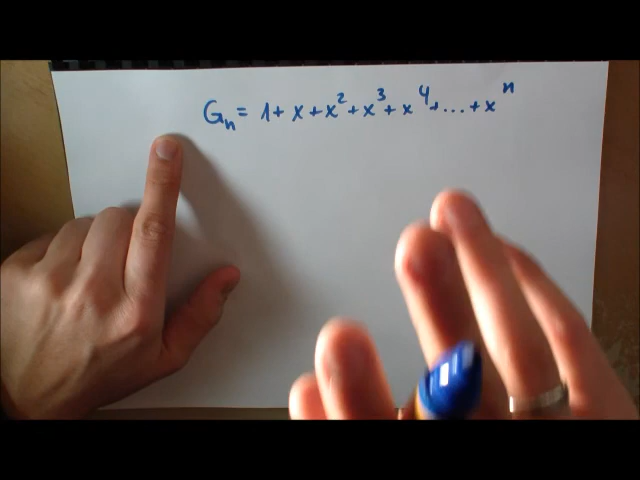 Gₙ = 1 + x + x² + x³ + x⁴ + ... + xⁿ